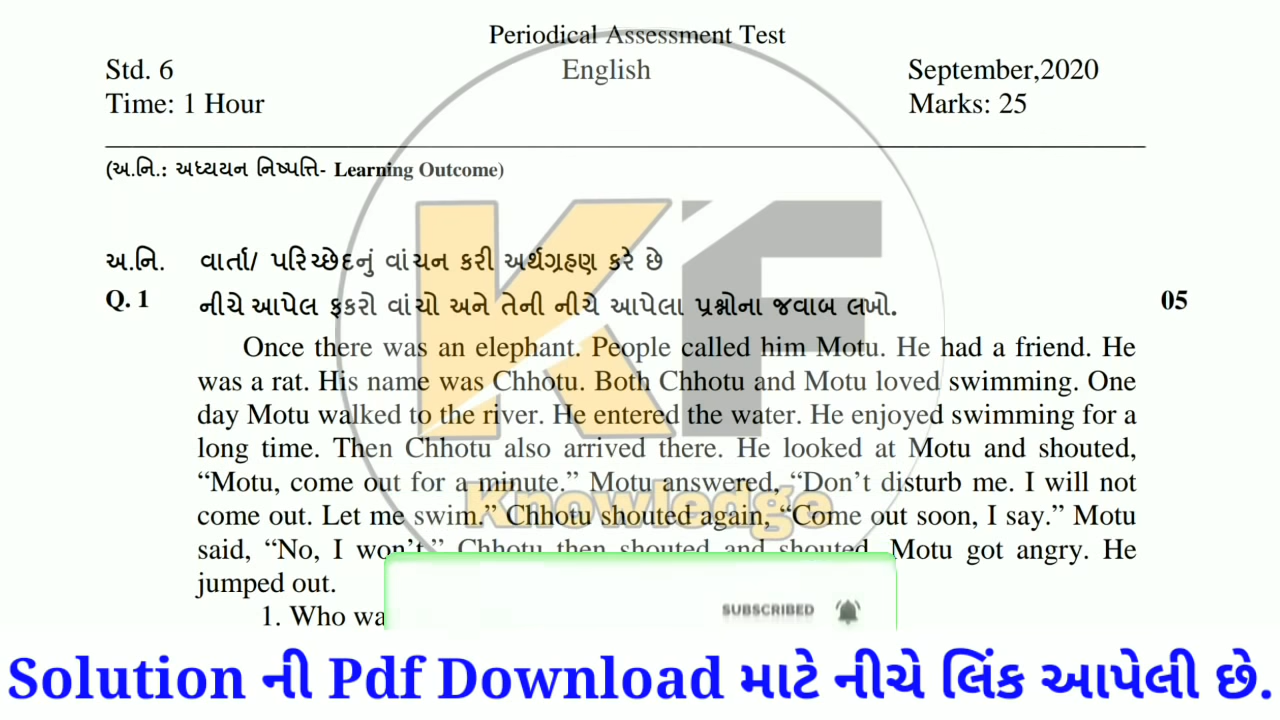 Periodical Assessment Test
Std. 6 English September,2020
Time: 1 Hour Marks: 25
(અ.નિ.: અધ્યયન નિષ્પત્તિ- Learning Outcome)
અ.નિ. વાર્તા/ પરિચ્છેદનું વાંચન કરી અર્થગ્રહણ કરે છે
Q. 1 નીચે આપેલ ફકરો વાંચો અને તેની નીચે આપેલા પ્રશ્નોના જવાબ લખો. 05
Once there was an elephant. People called him Motu. He had a friend. He
was a rat. His name was Chhotu. Both Chhotu and Motu loved swimming. One
day Motu walked to the river. He entered the water. He enjoyed swimming for a
long time. Then Chhotu also arrived there. He looked at Motu and shouted,
“Motu, come out for a minute.” Motu answered, “Don’t disturb me. I will not
come out. Let me swim.” Chhotu shouted again, “Come out soon, I say.” Motu
said, “No, I won’t.” Chhotu then shouted and shouted. Motu got angry. He
jumped out.
1. Who wa
KF
Knowledge
SUBSCRIBED
Solution ની Pdf Download માટે નીચે લિંક આપેલી છે.